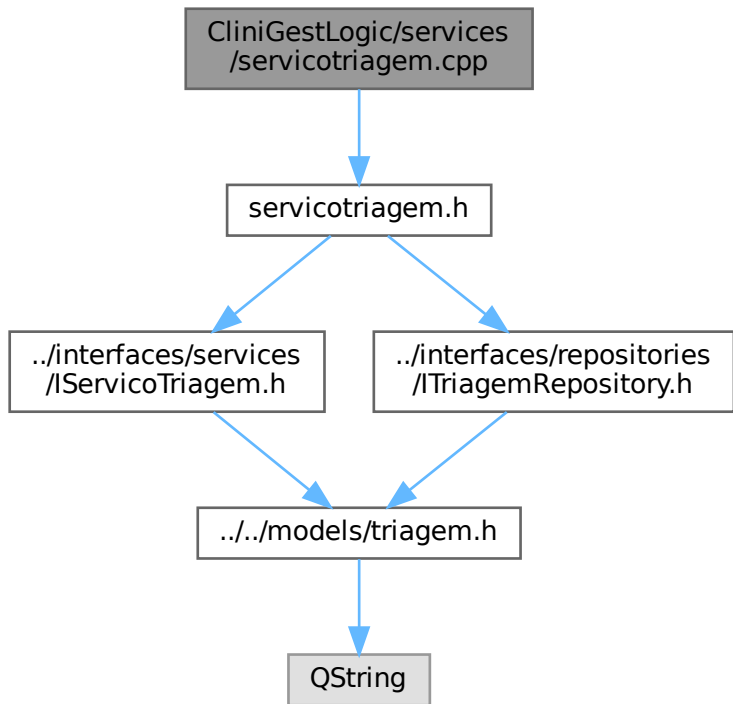 CliniGestLogic/services
/servicotriagem.cpp
servicotriagem.h
../interfaces/services
/IServicoTriagem.h
../interfaces/repositories
/ITriagemRepository.h
../../models/triagem.h
QString